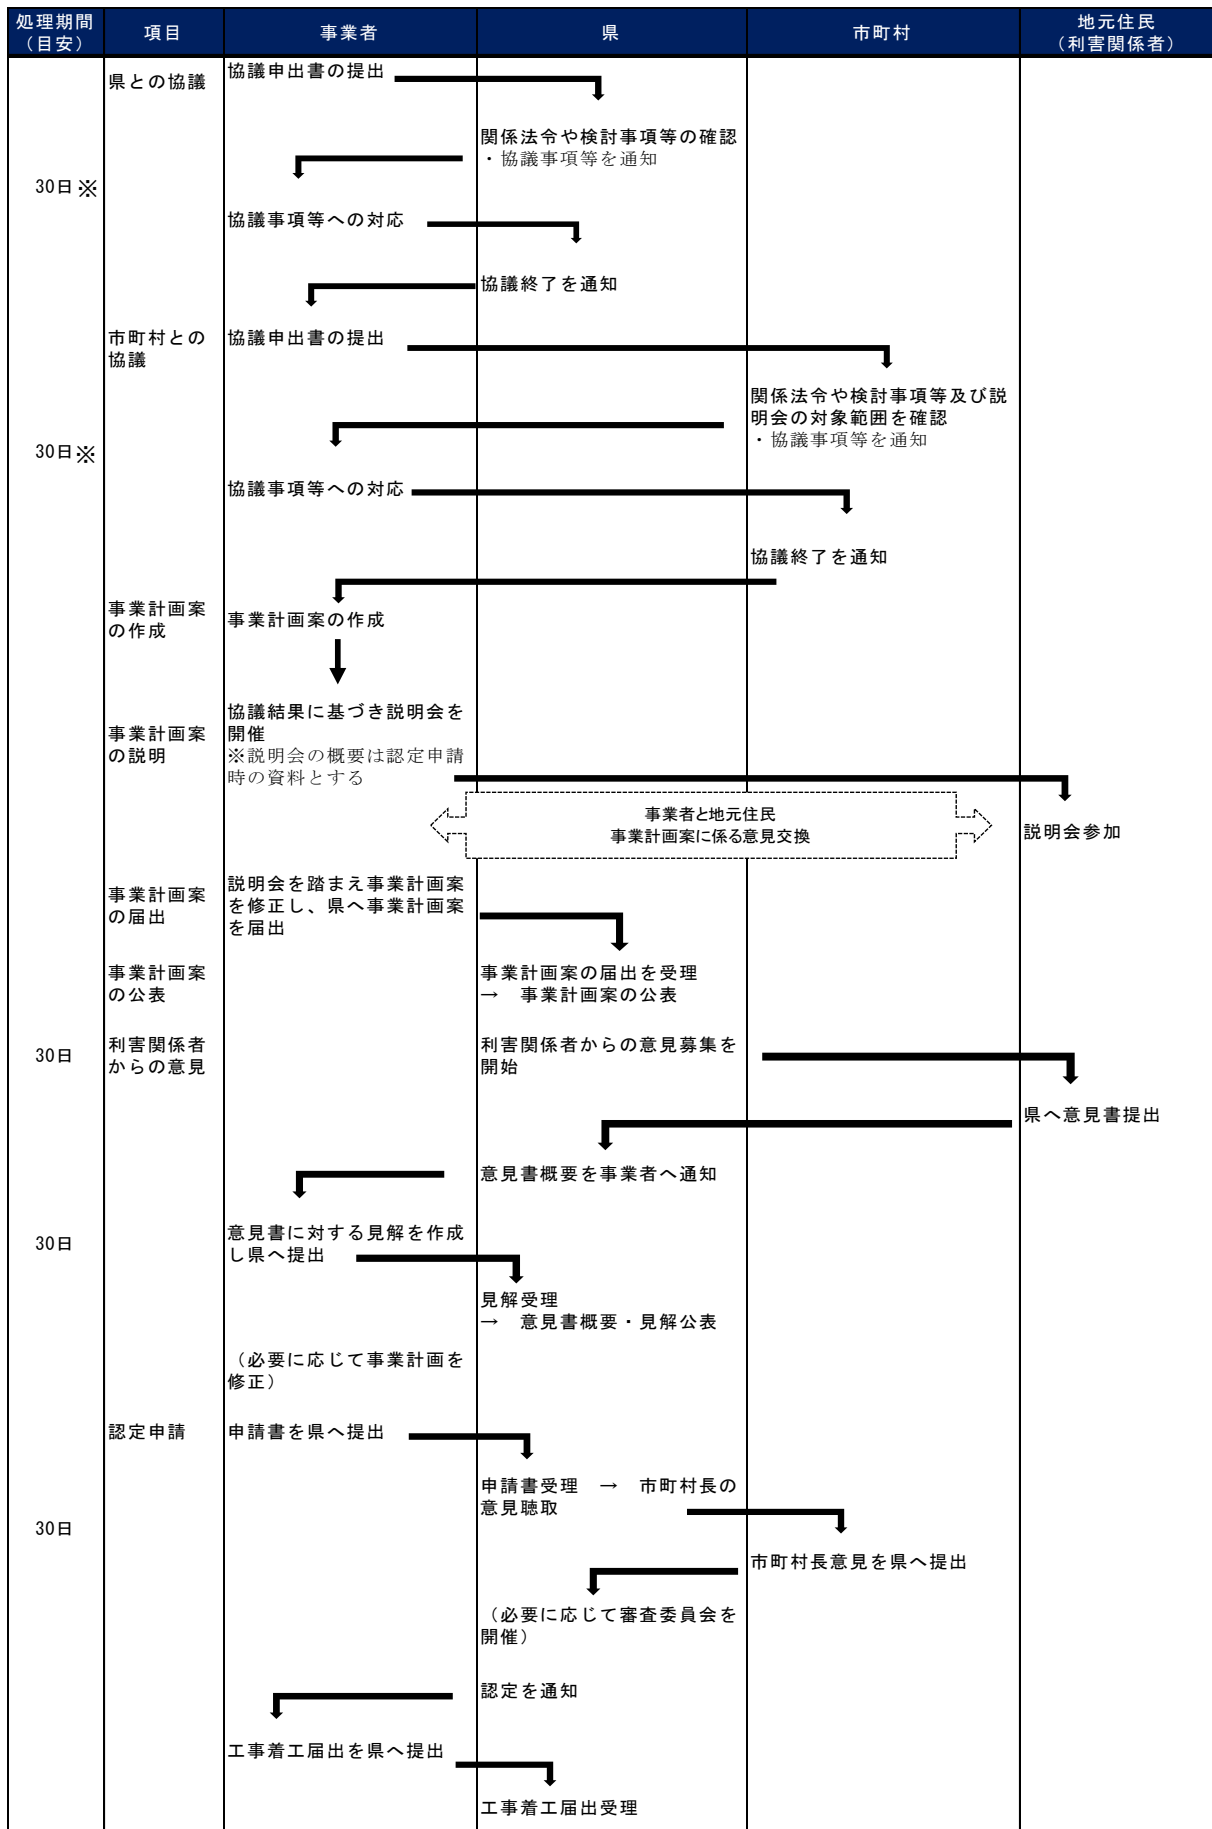 処理期間
（目安）
項目
事業者
県
市町村
地元住民
（利害関係者）
県との協議
協議申出書の提出
関係法令や検討事項等の確認
・協議事項等を通知
30日※
協議事項等への対応
協議終了を通知
市町村との
協議
協議申出書の提出
関係法令や検討事項等及び説
明会の対象範囲を確認
・協議事項等を通知
30日※
協議事項等への対応
協議終了を通知
事業計画案
の作成
事業計画案の作成
事業計画案
の説明
協議結果に基づき説明会を
開催
※説明会の概要は認定申請
時の資料とする
事業者と地元住民
事業計画案に係る意見交換
説明会参加
事業計画案
の届出
説明会を踏まえ事業計画案
を修正し、県へ事業計画案
を届出
事業計画案
の公表
事業計画案の届出を受理
→　事業計画案の公表
30日
利害関係者
からの意見
利害関係者からの意見募集を
開始
県へ意見書提出
意見書概要を事業者へ通知
30日
意見書に対する見解を作成
し県へ提出
見解受理
→　意見書概要・見解公表
（必要に応じて事業計画を
修正）
認定申請
申請書を県へ提出
申請書受理　→　市町村長の
意見聴取
30日
市町村長意見を県へ提出
（必要に応じて審査委員会を
開催）
認定を通知
工事着工届出を県へ提出
工事着工届出受理